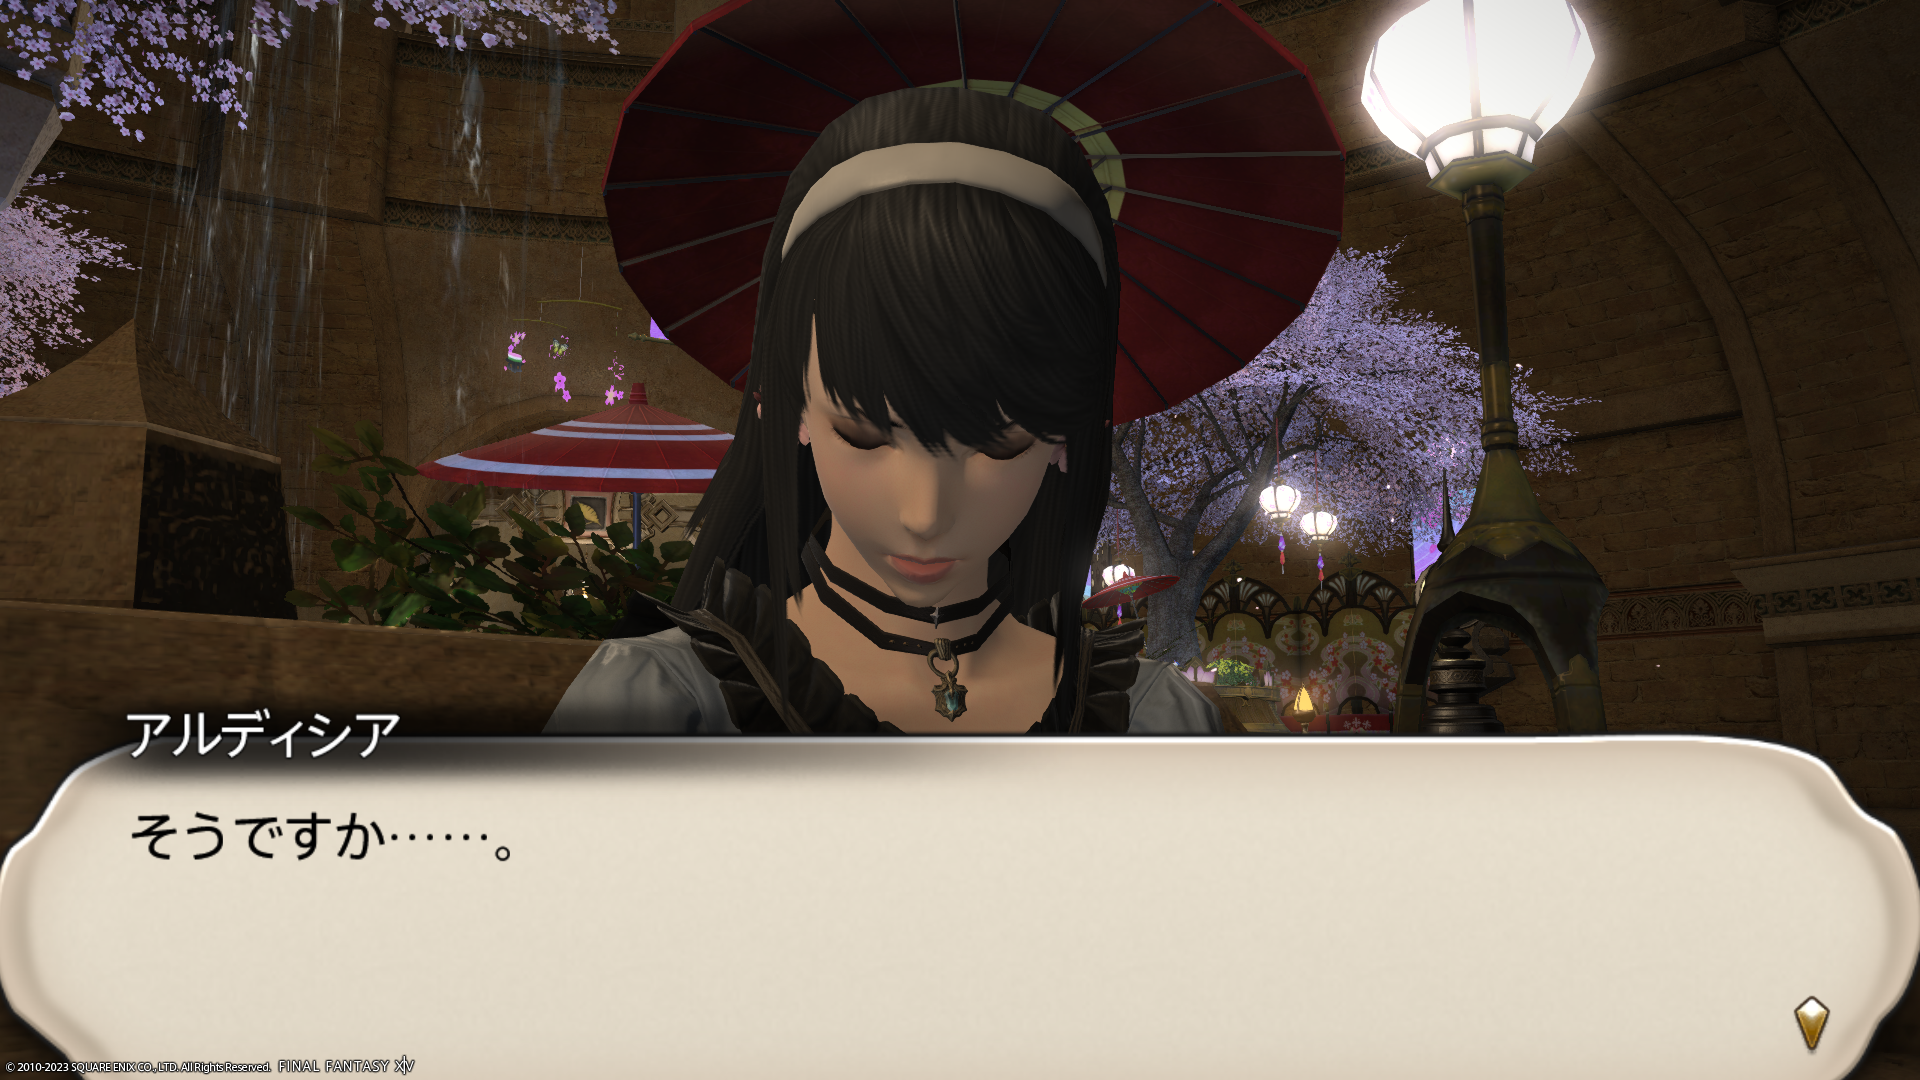 アルディシア
そうですか……。
© 2010-2023 SQUARE ENIX CO., LTD. All Rights Reserved. FINAL FANTASY XIV